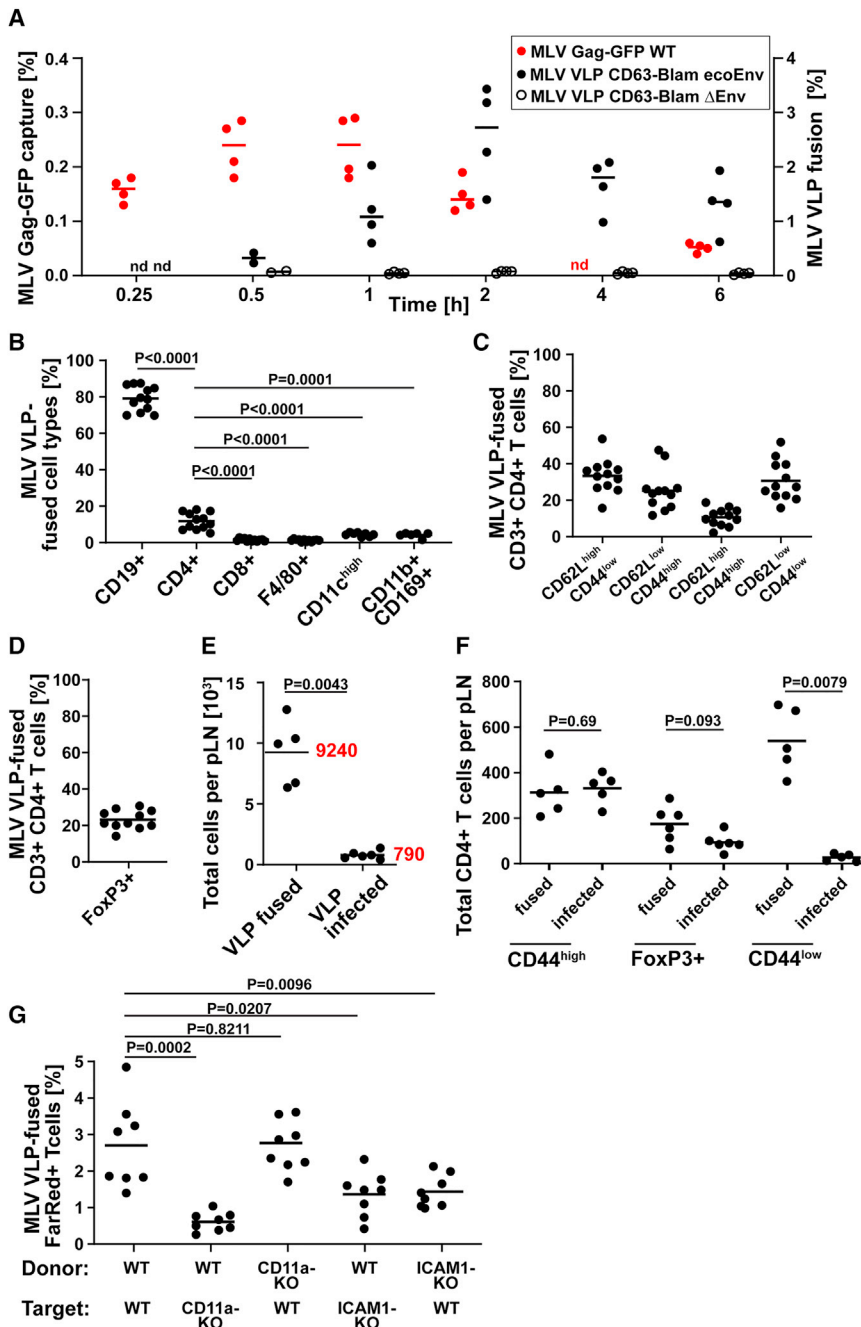 A
MLV Gag-GFP capture [%]
0.4
0.3
0.2
0.1
0.0
MLV Gag-GFP WT
MLV VLP CD63-Blam ecoEnv
MLV VLP CD63-Blam ΔEnv
4
3
2
1
0
MLV VLP fusion [%]
nd nd
nd
0.25
0.5
1
2
4
6
Time [h]
B
MLV VLP-
fused cell types [%]
100
80
60
40
20
0
P<0.0001
P=0.0001
P<0.0001
P<0.0001
P<0.0001
CD19+
CD4+
CD8+
F4/80+
CD11c^high
CD11b+
CD169+
C
MLV VLP-fused
CD3+ CD4+ T cells [%]
100
80
60
40
20
0
CD62L^high
CD44^low
CD62L^low
CD44^high
CD62L^high
CD44^high
CD62L^low
CD44^low
D
MLV VLP-fused
CD3+ CD4+ T cells [%]
100
80
60
40
20
0
FoxP3+
E
Total cells per pLN [10³]
15
10
5
0
P=0.0043
9240
790
VLP fused
VLP
infected
F
Total CD4+ T cells per pLN
800
600
400
200
0
P=0.69
P=0.093
P=0.0079
fused
infected
fused
infected
fused
infected
CD44^high
FoxP3+
CD44^low
G
MLV VLP-fused
FarRed+ Tcells [%]
5
4
3
2
1
0
P=0.0096
P=0.0207
P=0.8211
P=0.0002
Donor: WT WT CD11a-KO WT ICAM1-KO
Target: WT CD11a-KO WT ICAM1-KO WT